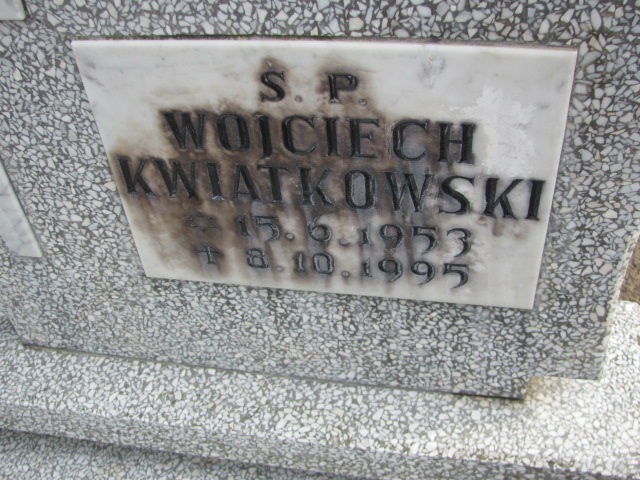 S. P.
WOJCIECH
KWIATKOWSKI
☆ 15. 6. 1953
+ 8. 10. 1995